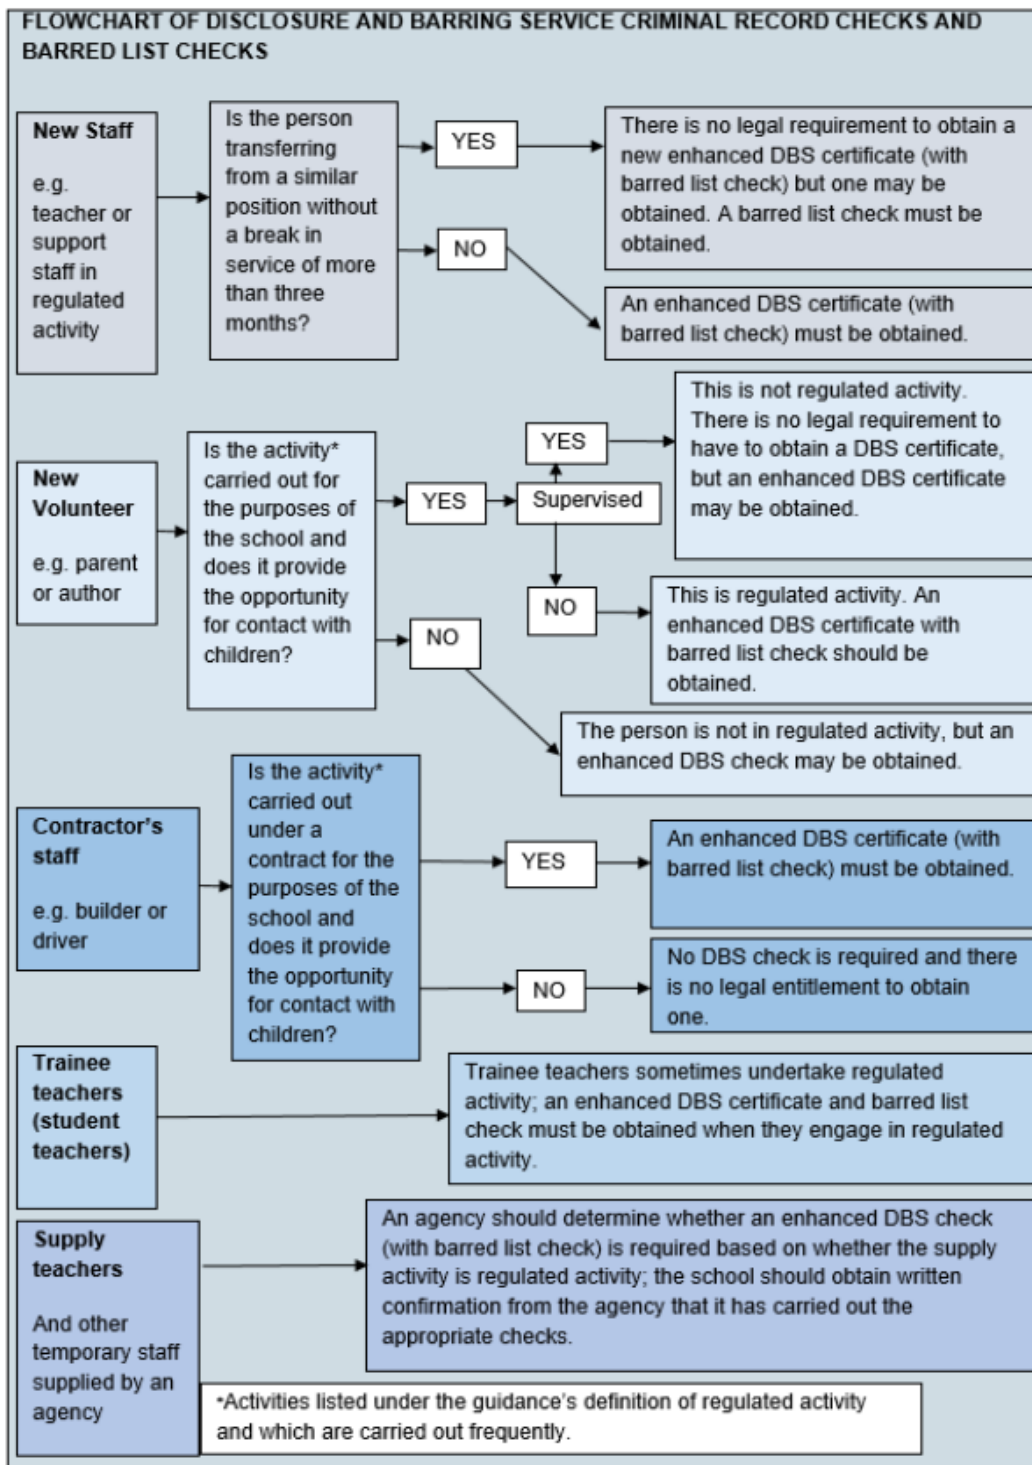 FLOWCHART OF DISCLOSURE AND BARRING SERVICE CRIMINAL RECORD CHECKS AND
BARRED LIST CHECKS
New Staff
e.g.
teacher or
support
staff in
regulated
activity
Is the person
transferring
from a similar
position without
a break in
service of more
than three
months?
YES
There is no legal requirement to obtain a
new enhanced DBS certificate (with
barred list check) but one may be
obtained. A barred list check must be
obtained.
NO
An enhanced DBS certificate (with
barred list check) must be obtained.
New
Volunteer
e.g. parent
or author
Is the activity*
carried out for
the purposes of
the school and
does it provide
the opportunity
for contact with
children?
YES
Supervised
YES
This is not regulated activity.
There is no legal requirement to
have to obtain a DBS certificate,
but an enhanced DBS certificate
may be obtained.
NO
This is regulated activity. An
enhanced DBS certificate with
barred list check should be
obtained.
NO
The person is not in regulated activity, but an
enhanced DBS check may be obtained.
Contractor's
staff
e.g. builder or
driver
Is the activity*
carried out
under a
contract for the
purposes of the
school and
does it provide
the opportunity
for contact with
children?
YES
An enhanced DBS certificate (with
barred list check) must be obtained.
NO
No DBS check is required and there
is no legal entitlement to obtain
one.
Trainee
teachers
(student
teachers)
Trainee teachers sometimes undertake regulated
activity; an enhanced DBS certificate and barred list
check must be obtained when they engage in regulated
activity.
Supply
teachers
And other
temporary staff
supplied by an
agency
An agency should determine whether an enhanced DBS check
(with barred list check) is required based on whether the supply
activity is regulated activity; the school should obtain written
confirmation from the agency that it has carried out the
appropriate checks.
*Activities listed under the guidance's definition of regulated activity
and which are carried out frequently.